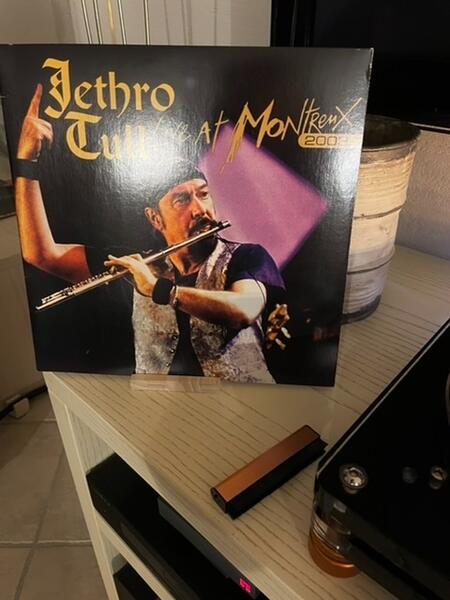 Jethro
Tull
Live AT MONTREUX
2003